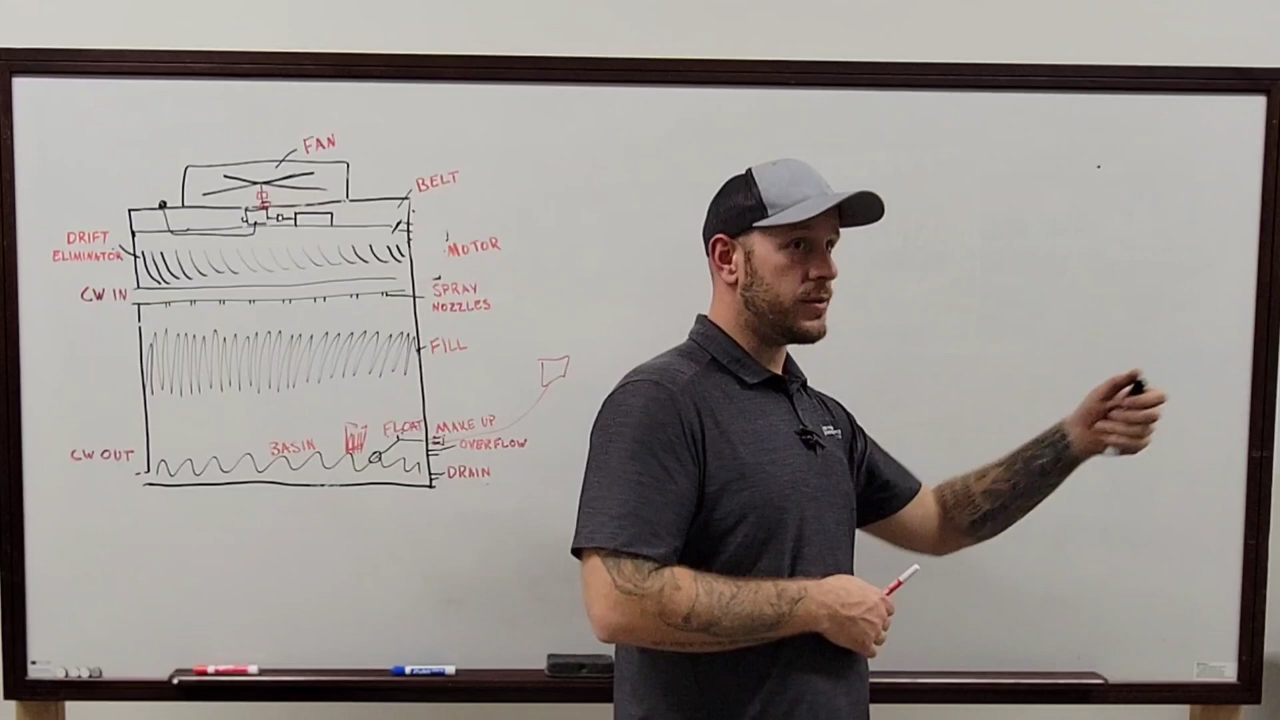 FAN
BELT
DRIFT
ELIMINATOR
MOTOR
CW IN
SPRAY
NOZZLES
FILL
FLOAT
MAKE UP
BASIN
OVERFLOW
CW OUT
DRAIN